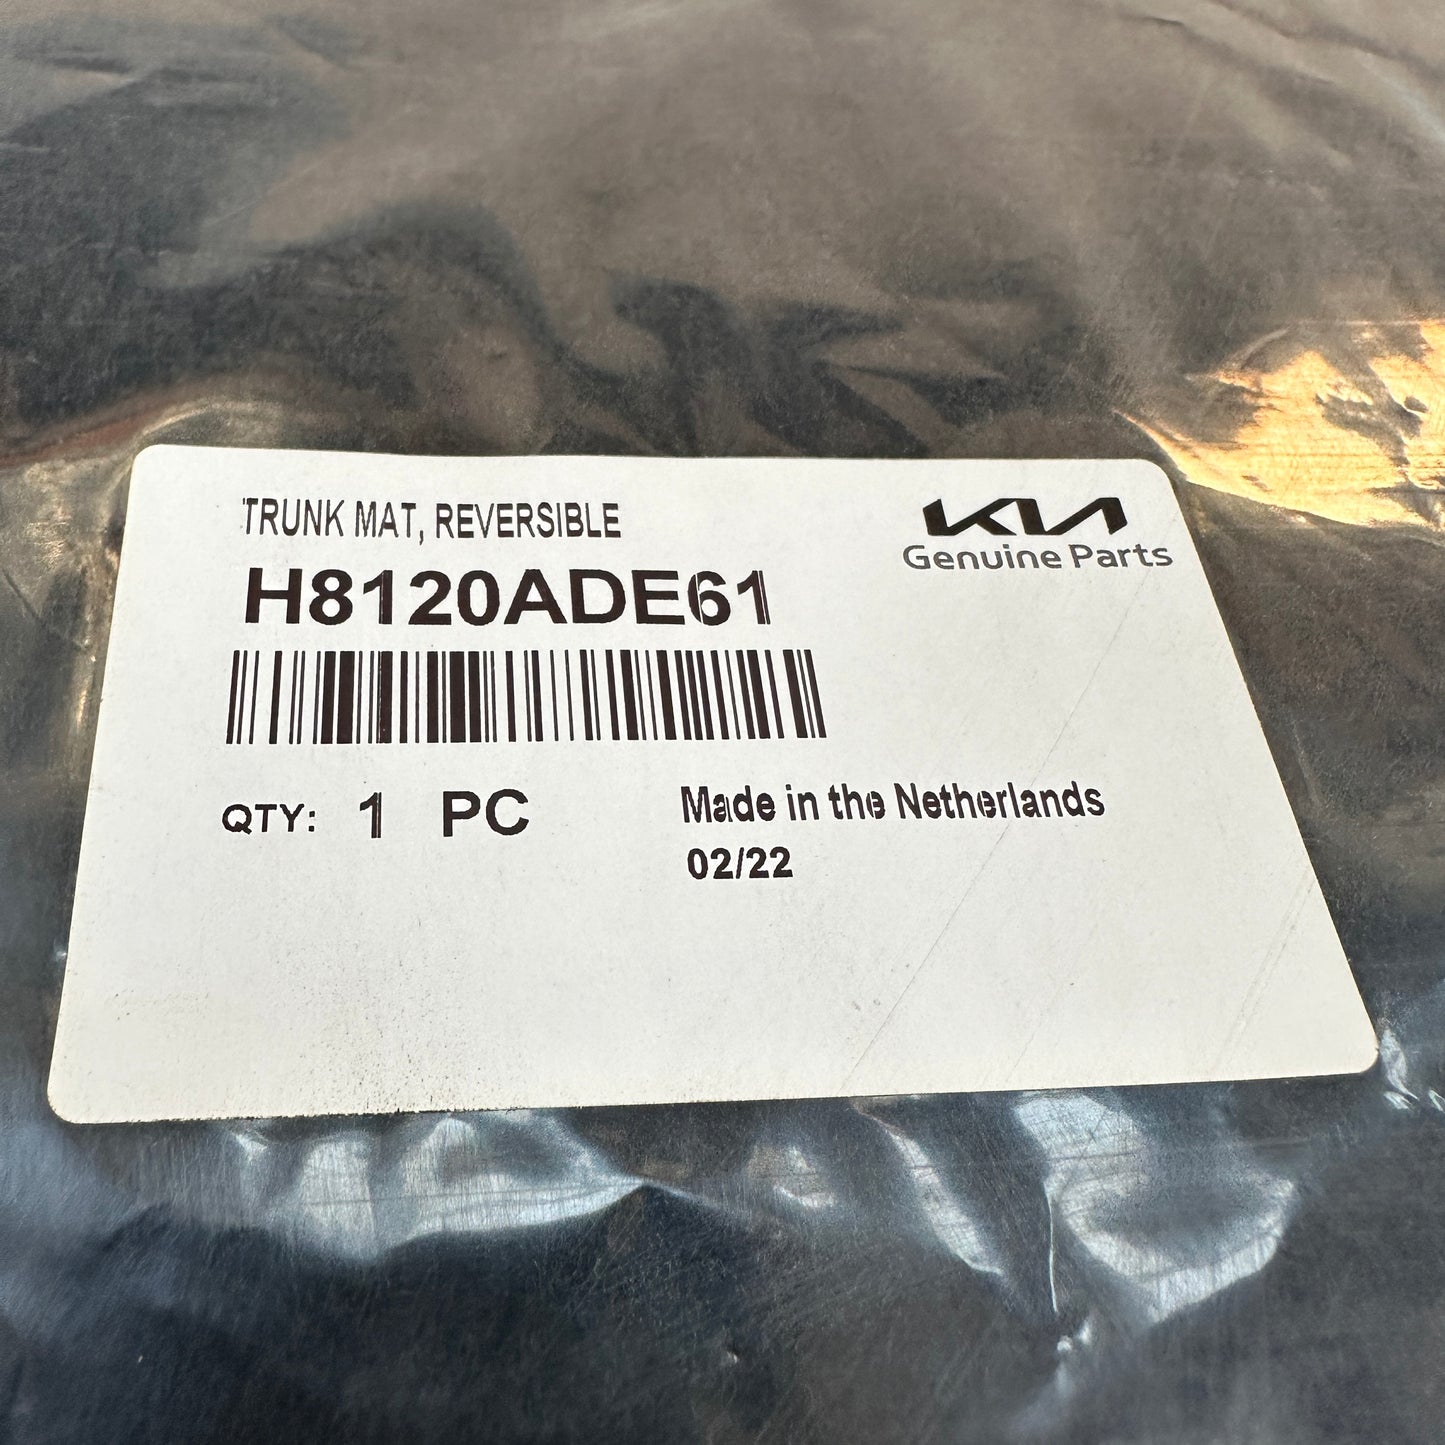 TRUNK MAT, REVERSIBLE
KIA
Genuine Parts
H8120ADE61
QTY: 1 PC
Made in the Netherlands
02/22